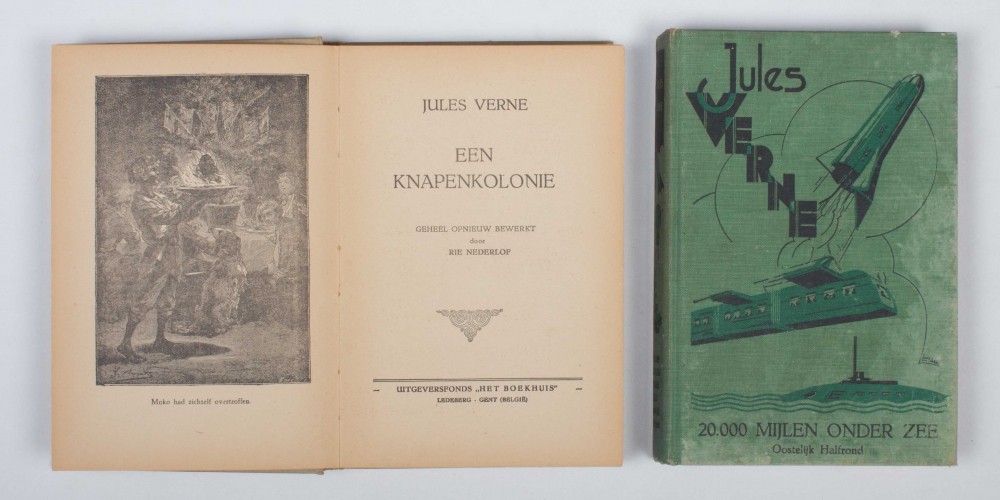 Moko had zichzelf overtroffen.
JULES VERNE
EEN
KNAPENKOLONIE
GEHEEL OPNIEUW BEWERKT
door
RIE NEDERLOF
UITGEVERSFONDS „HET BOEKHUIS"
LEDEBERG - GENT (BELGIË)
Jules
VERNE
20.000 MIJLEN ONDER ZEE
Oostelijk Halfrond